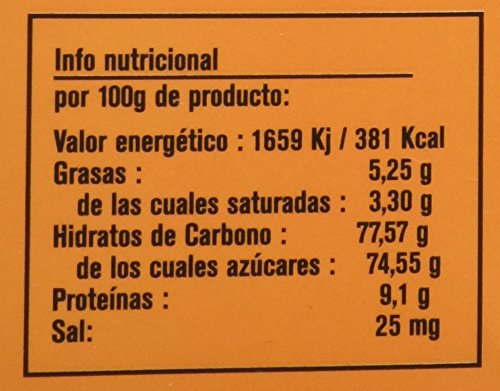 Info nutricional
por 100g de producto:
Valor energético : 1659 Kj / 381 Kcal
Grasas : 5,25 g
de las cuales saturadas : 3,30 g
Hidratos de Carbono : 77,57 g
de los cuales azúcares : 74,55 g
Proteínas : 9,1 g
Sal: 25 mg